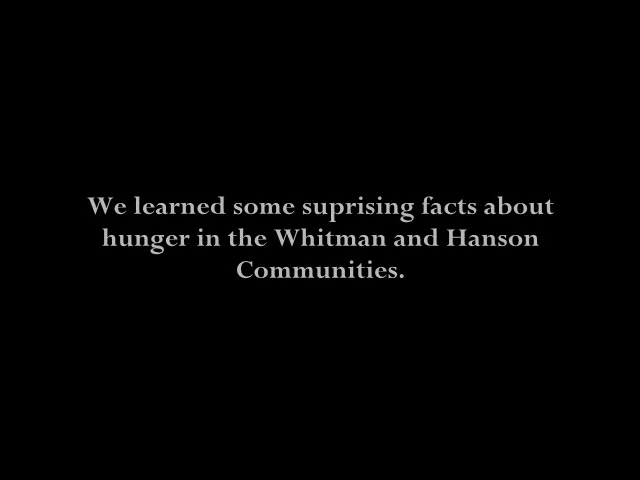 We learned some suprising facts about
hunger in the Whitman and Hanson
Communities.